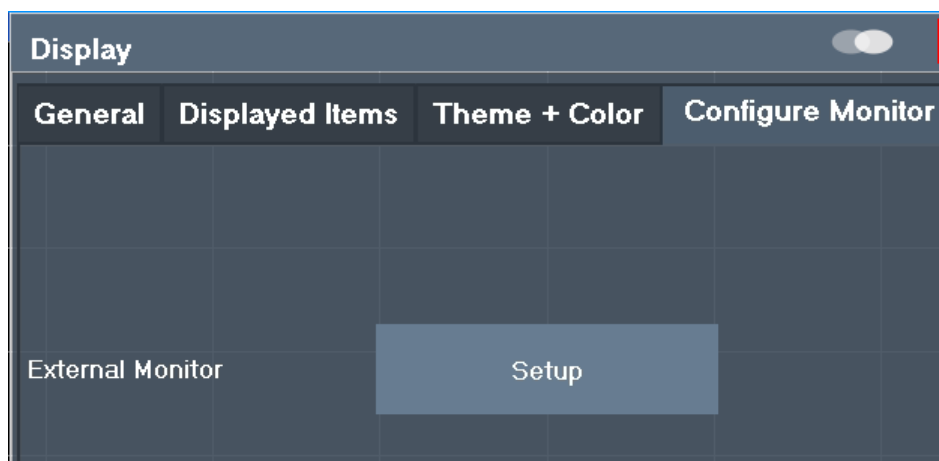 Display
General Displayed Items Theme + Color Configure Monitor
External Monitor Setup